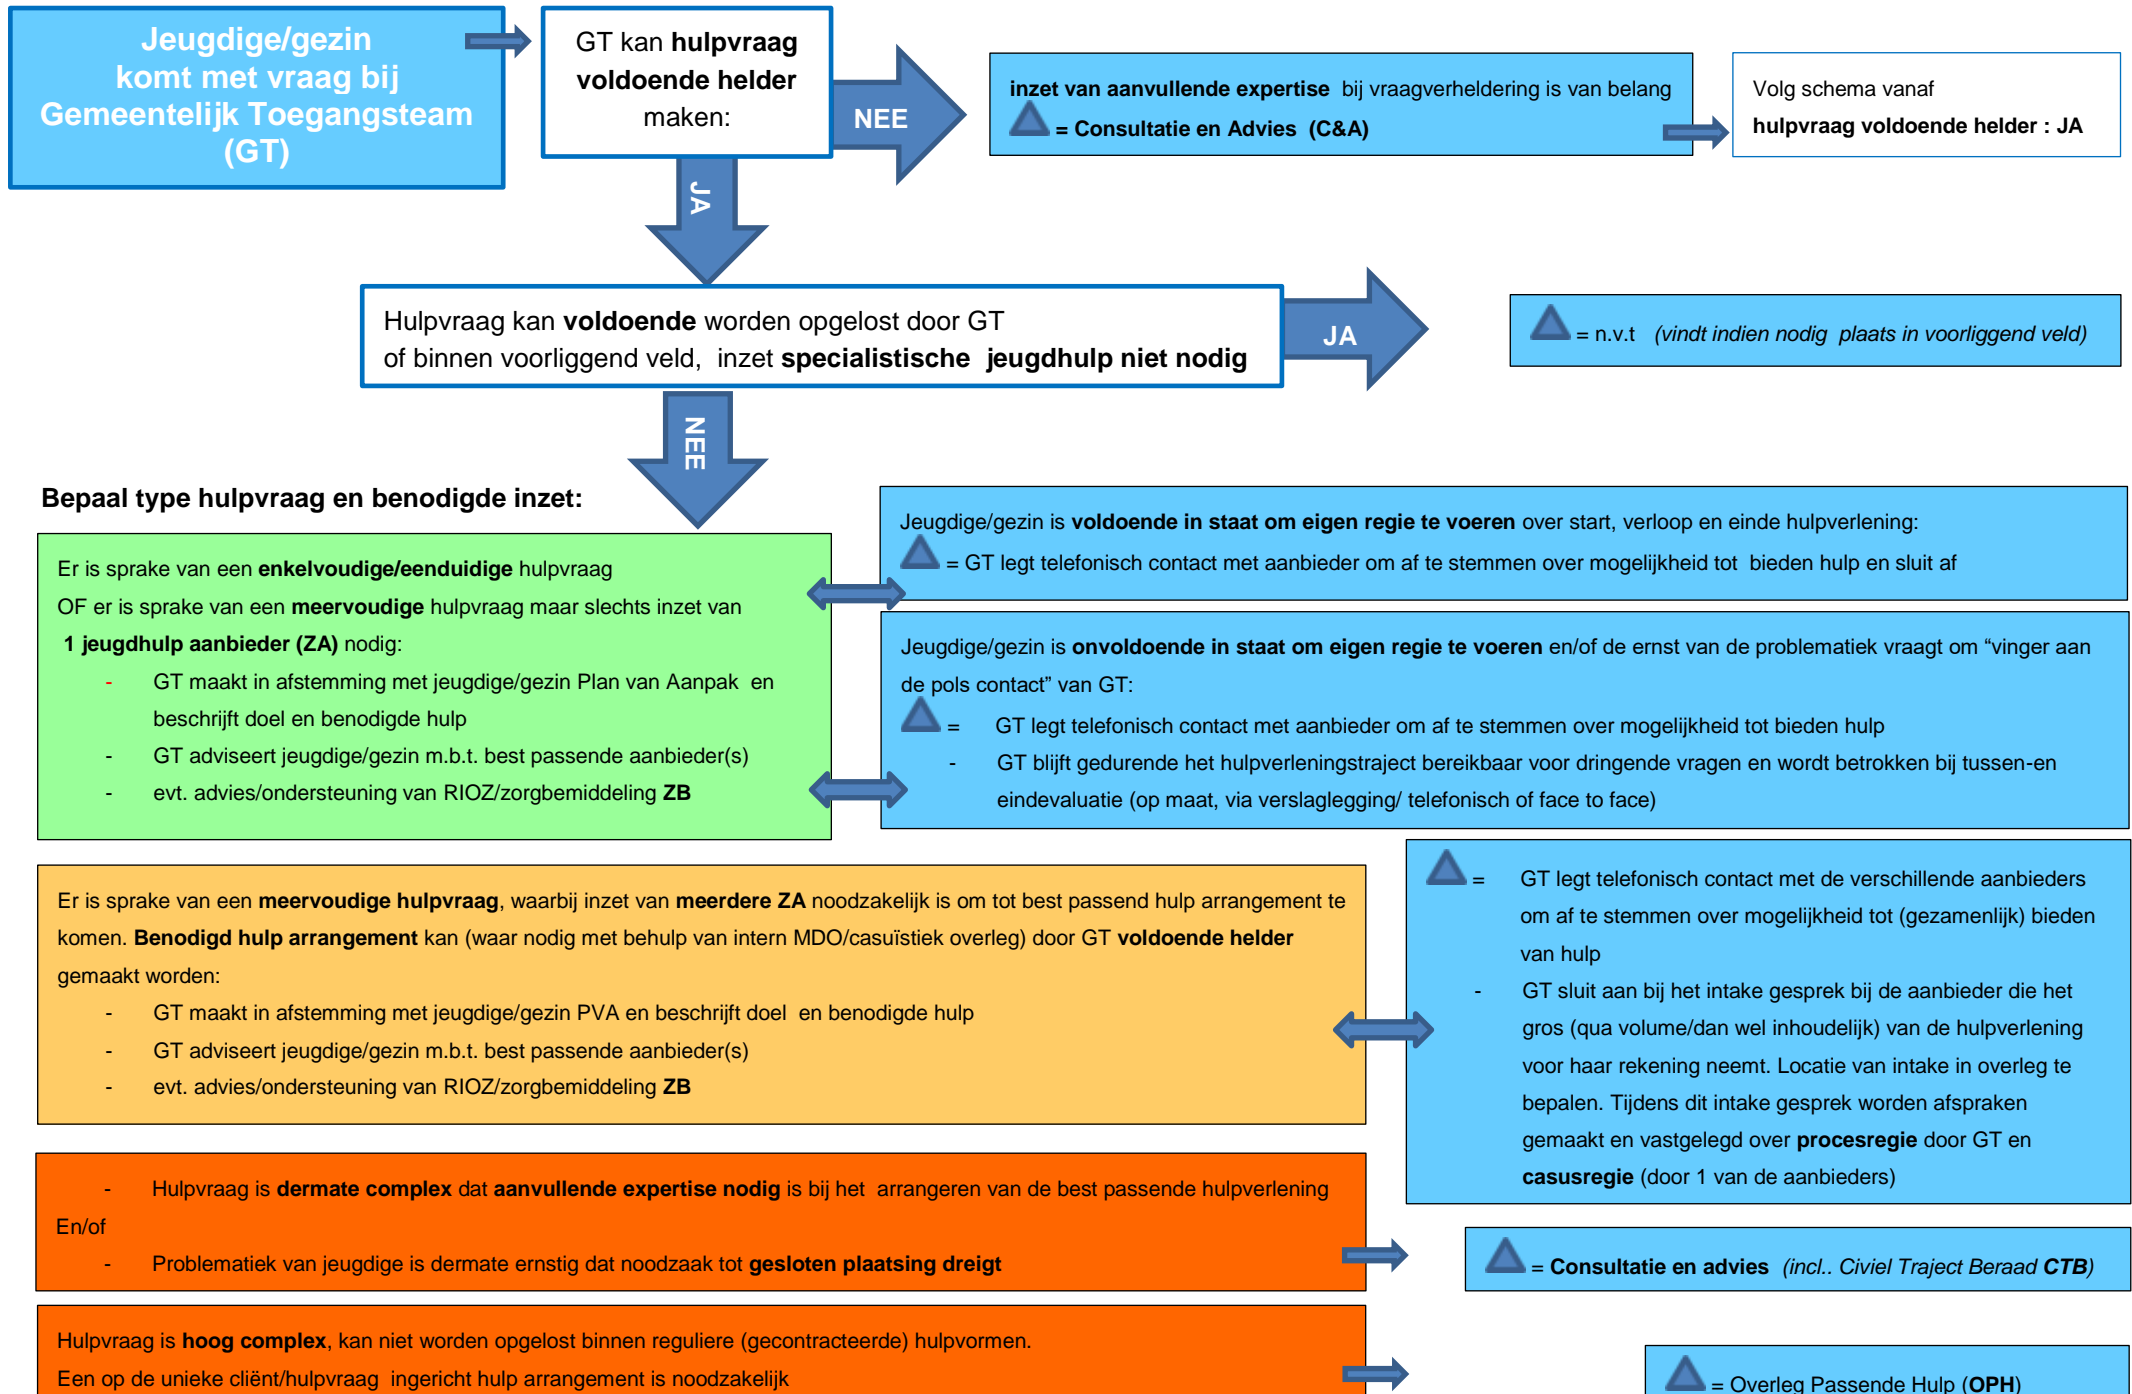 Jeugdige/gezin
komt met vraag bij
Gemeentelijk Toegangsteam
(GT)
GT kan hulpvraag
voldoende helder
maken:
NEE
inzet van aanvullende expertise bij vraagverheldering is van belang
= Consultatie en Advies (C&A)
Volg schema vanaf
hulpvraag voldoende helder : JA
JA
Hulpvraag kan voldoende worden opgelost door GT
of binnen voorliggend veld, inzet specialistische jeugdhulp niet nodig
JA
= n.v.t (vindt indien nodig plaats in voorliggend veld)
NEE
Bepaal type hulpvraag en benodigde inzet:
Er is sprake van een enkelvoudige/eenduidige hulpvraag
OF er is sprake van een meervoudige hulpvraag maar slechts inzet van
1 jeugdhulp aanbieder (ZA) nodig:
- GT maakt in afstemming met jeugdige/gezin Plan van Aanpak en
beschrijft doel en benodigde hulp
- GT adviseert jeugdige/gezin m.b.t. best passende aanbieder(s)
- evt. advies/ondersteuning van RIOZ/zorgbemiddeling ZB
Jeugdige/gezin is voldoende in staat om eigen regie te voeren over start, verloop en einde hulpverlening:
= GT legt telefonisch contact met aanbieder om af te stemmen over mogelijkheid tot bieden hulp en sluit af
Jeugdige/gezin is onvoldoende in staat om eigen regie te voeren en/of de ernst van de problematiek vraagt om “vinger aan
de pols contact” van GT:
= GT legt telefonisch contact met aanbieder om af te stemmen over mogelijkheid tot bieden hulp
- GT blijft gedurende het hulpverleningstraject bereikbaar voor dringende vragen en wordt betrokken bij tussen-en
eindevaluatie (op maat, via verslaglegging/ telefonisch of face to face)
Er is sprake van een meervoudige hulpvraag, waarbij inzet van meerdere ZA noodzakelijk is om tot best passend hulp arrangement te
komen. Benodigd hulp arrangement kan (waar nodig met behulp van intern MDO/casuïstiek overleg) door GT voldoende helder
gemaakt worden:
- GT maakt in afstemming met jeugdige/gezin PVA en beschrijft doel en benodigde hulp
- GT adviseert jeugdige/gezin m.b.t. best passende aanbieder(s)
- evt. advies/ondersteuning van RIOZ/zorgbemiddeling ZB
= GT legt telefonisch contact met de verschillende aanbieders
om af te stemmen over mogelijkheid tot (gezamenlijk) bieden
van hulp
- GT sluit aan bij het intake gesprek bij de aanbieder die het
gros (qua volume/dan wel inhoudelijk) van de hulpverlening
voor haar rekening neemt. Locatie van intake in overleg te
bepalen. Tijdens dit intake gesprek worden afspraken
gemaakt en vastgelegd over procesregie door GT en
casusregie (door 1 van de aanbieders)
- Hulpvraag is dermate complex dat aanvullende expertise nodig is bij het arrangeren van de best passende hulpverlening
En/of
- Problematiek van jeugdige is dermate ernstig dat noodzaak tot gesloten plaatsing dreigt
= Consultatie en advies (incl.. Civiel Traject Beraad CTB)
Hulpvraag is hoog complex, kan niet worden opgelost binnen reguliere (gecontracteerde) hulpvormen.
Een op de unieke cliënt/hulpvraag ingericht hulp arrangement is noodzakelijk
= Overleg Passende Hulp (OPH)